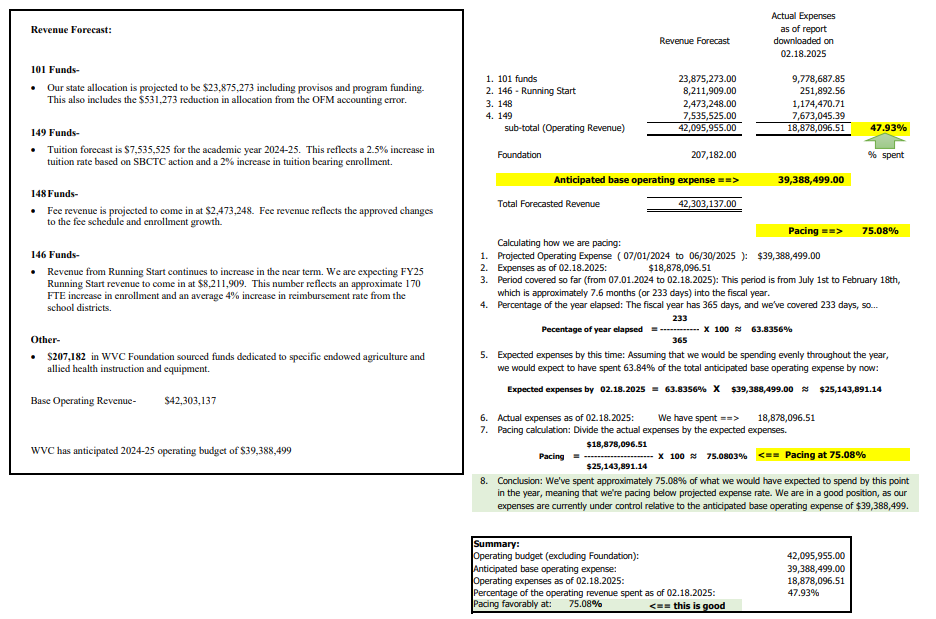 Revenue Forecast:
101 Funds-
• Our state allocation is projected to be $23,875,273 including provisos and program funding.
This also includes the $531,273 reduction in allocation from the OFM accounting error.
149 Funds-
• Tuition forecast is $7,535,525 for the academic year 2024-25. This reflects a 2.5% increase in
tuition rate based on SBCTC action and a 2% increase in tuition bearing enrollment.
148 Funds-
• Fee revenue is projected to come in at $2,473,248. Fee revenue reflects the approved changes
to the fee schedule and enrollment growth.
146 Funds-
• Revenue from Running Start continues to increase in the near term. We are expecting FY25
Running Start revenue to come in at $8,211,909. This number reflects an approximate 170
FTE increase in enrollment and an average 4% increase in reimbursement rate from the
school districts.
Other-
• $207,182 in WVC Foundation sourced funds dedicated to specific endowed agriculture and
allied health instruction and equipment.
Base Operating Revenue- $42,303,137
WVC has anticipated 2024-25 operating budget of $39,388,499
Actual Expenses
as of report
Revenue Forecast downloaded on
02.18.2025
1. 101 funds 23,875,273.00 9,778,687.85
2. 146 - Running Start 8,211,909.00 251,892.56
3. 148 2,473,248.00 1,174,470.71
4. 149 7,535,525.00 7,673,045.39
sub-total (Operating Revenue) 42,095,955.00 18,878,096.51 47.93%
Foundation 207,182.00 % spent
Anticipated base operating expense ==> 39,388,499.00
Total Forecasted Revenue 42,303,137.00
Pacing ==> 75.08%
Calculating how we are pacing:
1. Projected Operating Expense ( 07/01/2024 to 06/30/2025 ): $39,388,499.00
2. Expenses as of 02.18.2025: $18,878,096.51
3. Period covered so far (from 07.01.2024 to 02.18.2025): This period is from July 1st to February 18th,
which is approximately 7.6 months (or 233 days) into the fiscal year.
4. Percentage of the year elapsed: The fiscal year has 365 days, and we've covered 233 days, so...
233
Pecentage of year elapsed = ------------ X 100 ≈ 63.8356%
365
5. Expected expenses by this time: Assuming that we would be spending evenly throughout the year,
we would expect to have spent 63.84% of the total anticipated base operating expense by now:
Expected expenses by 02.18.2025 = 63.8356% X $39,388,499.00 ≈ $25,143,891.14
6. Actual expenses as of 02.18.2025: We have spent ==> 18,878,096.51
7. Pacing calculation: Divide the actual expenses by the expected expenses.
$18,878,096.51
Pacing = --------------------- X 100 ≈ 75.0803% <== Pacing at 75.08%
$25,143,891.14
8. Conclusion: We've spent approximately 75.08% of what we would have expected to spend by this point
in the year, meaning that we're pacing below projected expense rate. We are in a good position, as our
expenses are currently under control relative to the anticipated base operating expense of $39,388,499.
Summary:
Operating budget (excluding Foundation): 42,095,955.00
Anticipated base operating expense: 39,388,499.00
Operating expenses as of 02.18.2025: 18,878,096.51
Percentage of the operating revenue spent as of 02.18.2025: 47.93%
Pacing favorably at: 75.08% <== this is good